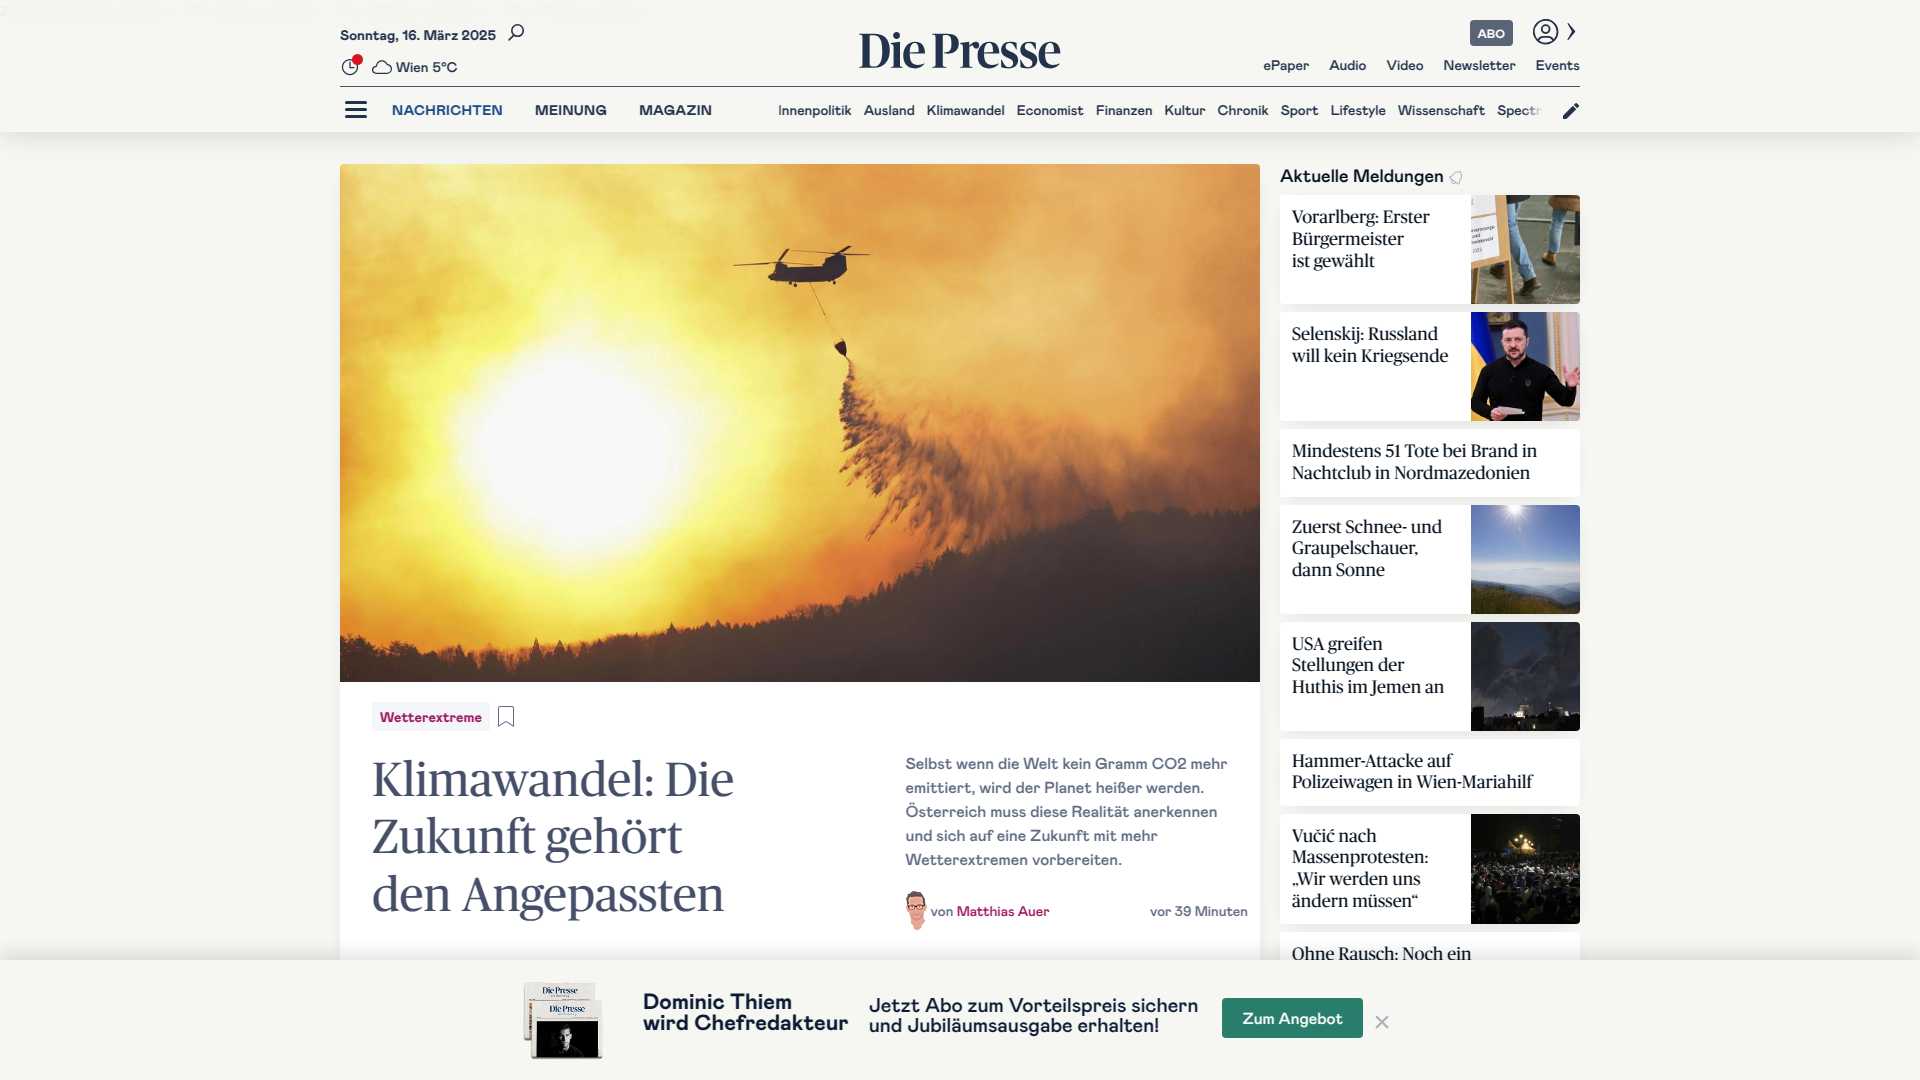 Sonntag, 16. März 2025
Wien 5°C
Die Presse
ABO
ePaper Audio Video Newsletter Events
NACHRICHTEN MEINUNG MAGAZIN
Innenpolitik Ausland Klimawandel Economist Finanzen Kultur Chronik Sport Lifestyle Wissenschaft Spectr
Wetterextreme
Klimawandel: Die
Zukunft gehört
den Angepassten
Selbst wenn die Welt kein Gramm CO2 mehr
emittiert, wird der Planet heißer werden.
Österreich muss diese Realität anerkennen
und sich auf eine Zukunft mit mehr
Wetterextremen vorbereiten.
von Matthias Auer
vor 39 Minuten
Aktuelle Meldungen
Vorarlberg: Erster
Bürgermeister
ist gewählt
Selenskij: Russland
will kein Kriegsende
Mindestens 51 Tote bei Brand in
Nachtclub in Nordmazedonien
Zuerst Schnee- und
Graupelschauer,
dann Sonne
USA greifen
Stellungen der
Huthis im Jemen an
Hammer-Attacke auf
Polizeiwagen in Wien-Mariahilf
Vučić nach
Massenprotesten:
„Wir werden uns
ändern müssen“
Ohne Rausch: Noch ein
Die Presse
Die Presse
Dominic Thiem
wird Chefredakteur
Jetzt Abo zum Vorteilspreis sichern
und Jubiläumsausgabe erhalten!
Zum Angebot